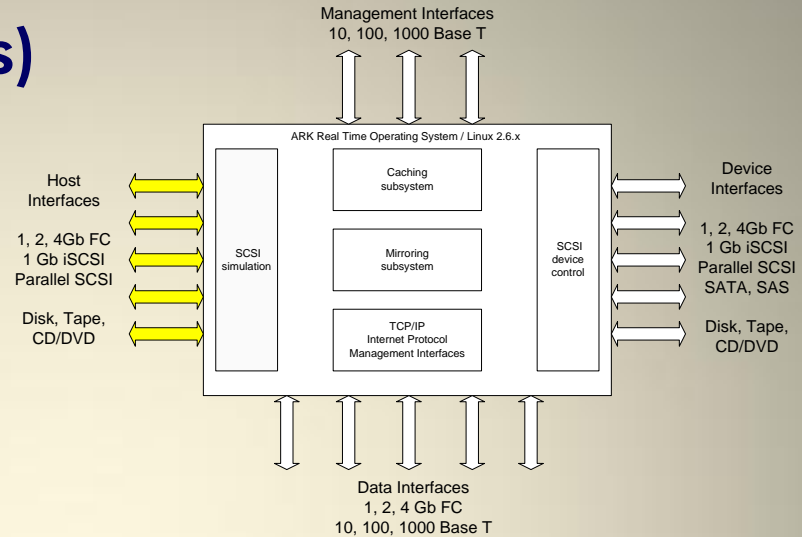 s)
Management Interfaces
10, 100, 1000 Base T
ARK Real Time Operating System / Linux 2.6.x
Host
Interfaces
1, 2, 4Gb FC
1 Gb iSCSI
Parallel SCSI
Disk, Tape,
CD/DVD
SCSI
simulation
Caching
subsystem
Mirroring
subsystem
TCP/IP
Internet Protocol
Management Interfaces
SCSI
device
control
Device
Interfaces
1, 2, 4Gb FC
1 Gb iSCSI
Parallel SCSI
SATA, SAS
Disk, Tape,
CD/DVD
Data Interfaces
1, 2, 4 Gb FC
10, 100, 1000 Base T